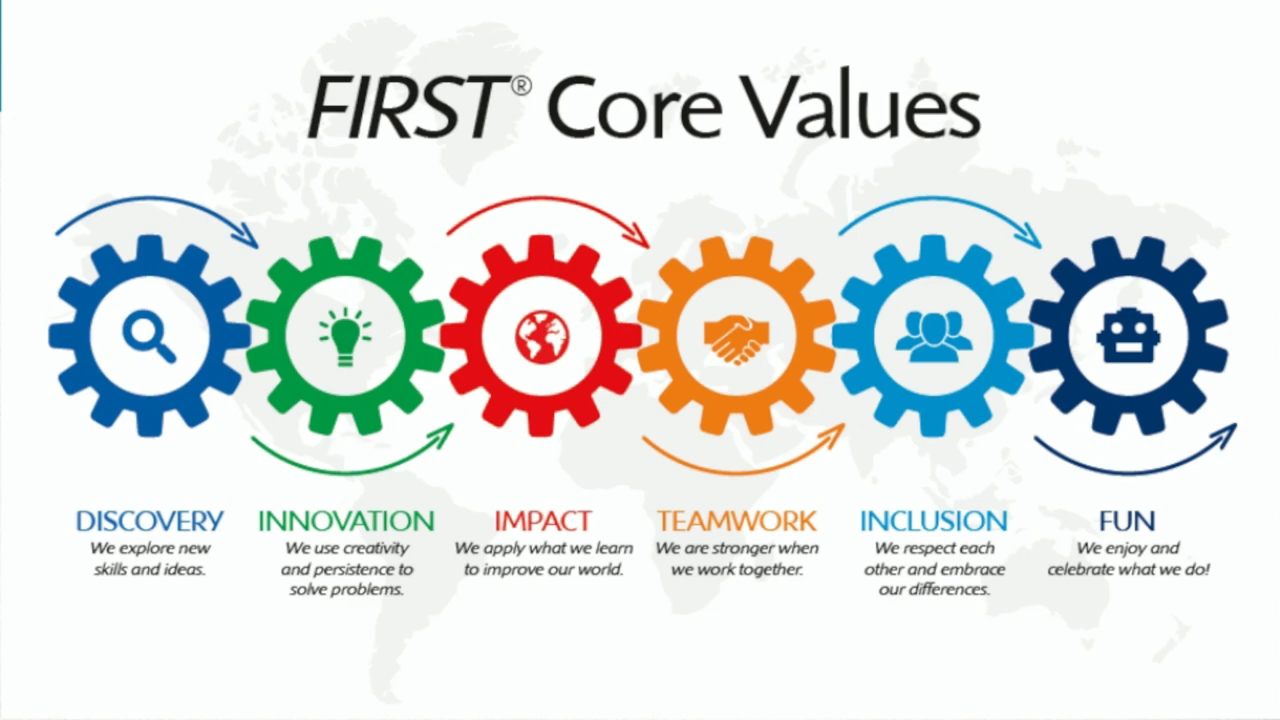 FIRST® Core Values
DISCOVERY
We explore new
skills and ideas.
INNOVATION
We use creativity
and persistence to
solve problems.
IMPACT
We apply what we learn
to improve our world.
TEAMWORK
We are stronger when
we work together.
INCLUSION
We respect each
other and embrace
our differences.
FUN
We enjoy and
celebrate what we do!